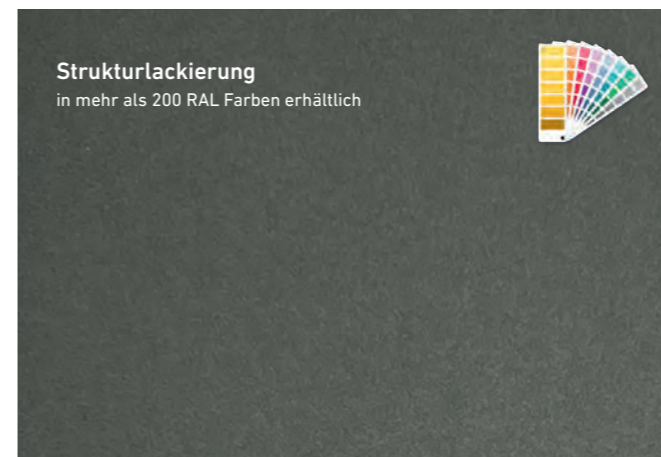 Strukturlackierung
in mehr als 200 RAL Farben erhältlich